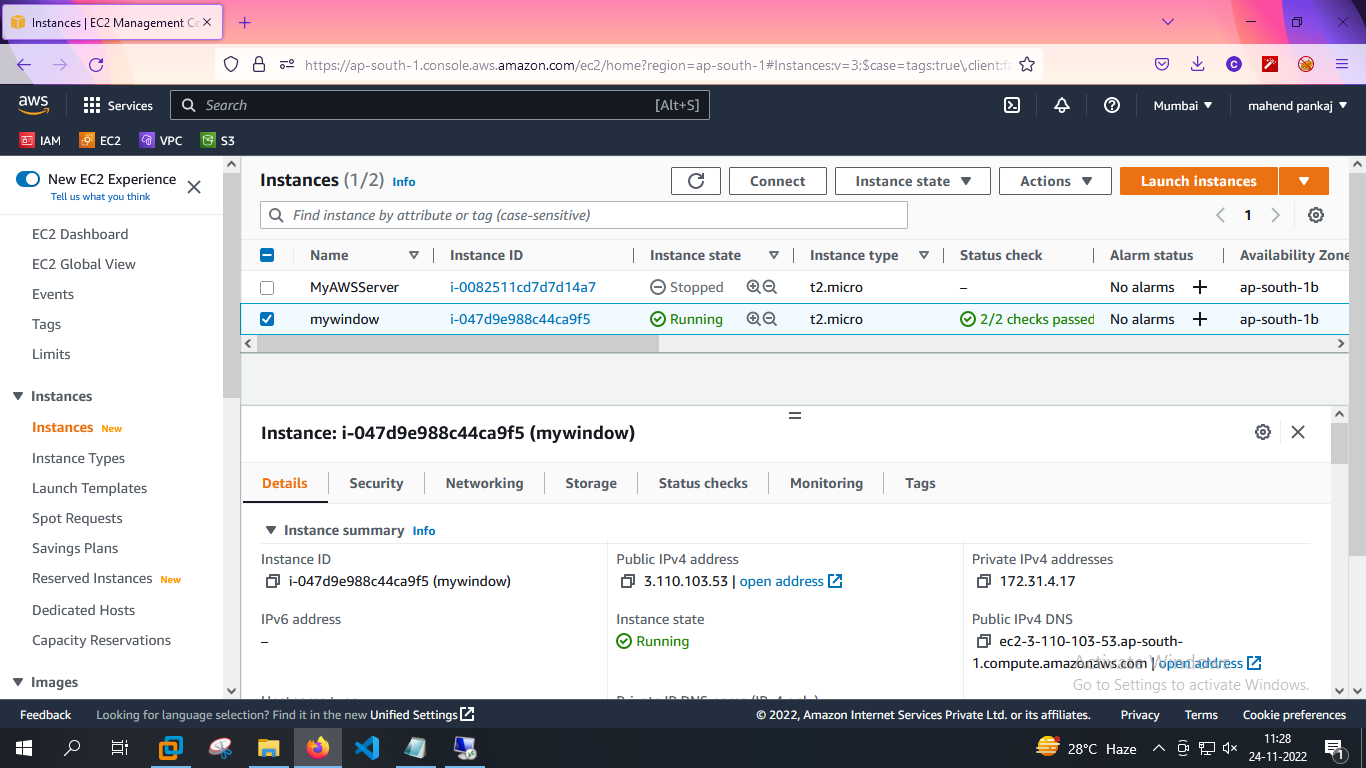 Instances | EC2 Management Co
https://ap-south-1.console.aws.amazon.com/ec2/home?region=ap-south-1#Instances:v=3;$case=tags:true\,client:fa
aws Services Search [Alt+S] Mumbai mahend pankaj
IAM EC2 VPC S3
New EC2 Experience
Tell us what you think
EC2 Dashboard
EC2 Global View
Events
Tags
Limits
Instances
Instances New
Instance Types
Launch Templates
Spot Requests
Savings Plans
Reserved Instances New
Dedicated Hosts
Capacity Reservations
Images
Instances (1/2) Info
Connect Instance state Actions Launch instances
Find instance by attribute or tag (case-sensitive) 1
Name Instance ID Instance state Instance type Status check Alarm status Availability Zone
MyAWSServer i-0082511cd7d7d14a7 Stopped t2.micro – No alarms + ap-south-1b
mywindow i-047d9e988c44ca9f5 Running t2.micro 2/2 checks passed No alarms + ap-south-1b
Instance: i-047d9e988c44ca9f5 (mywindow)
Details Security Networking Storage Status checks Monitoring Tags
Instance summary Info
Instance ID Public IPv4 address Private IPv4 addresses
i-047d9e988c44ca9f5 (mywindow) 3.110.103.53 | open address 172.31.4.17
IPv6 address Instance state Public IPv4 DNS
– Running ec2-3-110-103-53.ap-south-
1.compute.amazonaws.com | open address
Activate Windows
Go to Settings to activate Windows.
Feedback Looking for language selection? Find it in the new Unified Settings © 2022, Amazon Internet Services Private Ltd. or its affiliates. Privacy Terms Cookie preferences
28°C Haze 11:28
24-11-2022
1